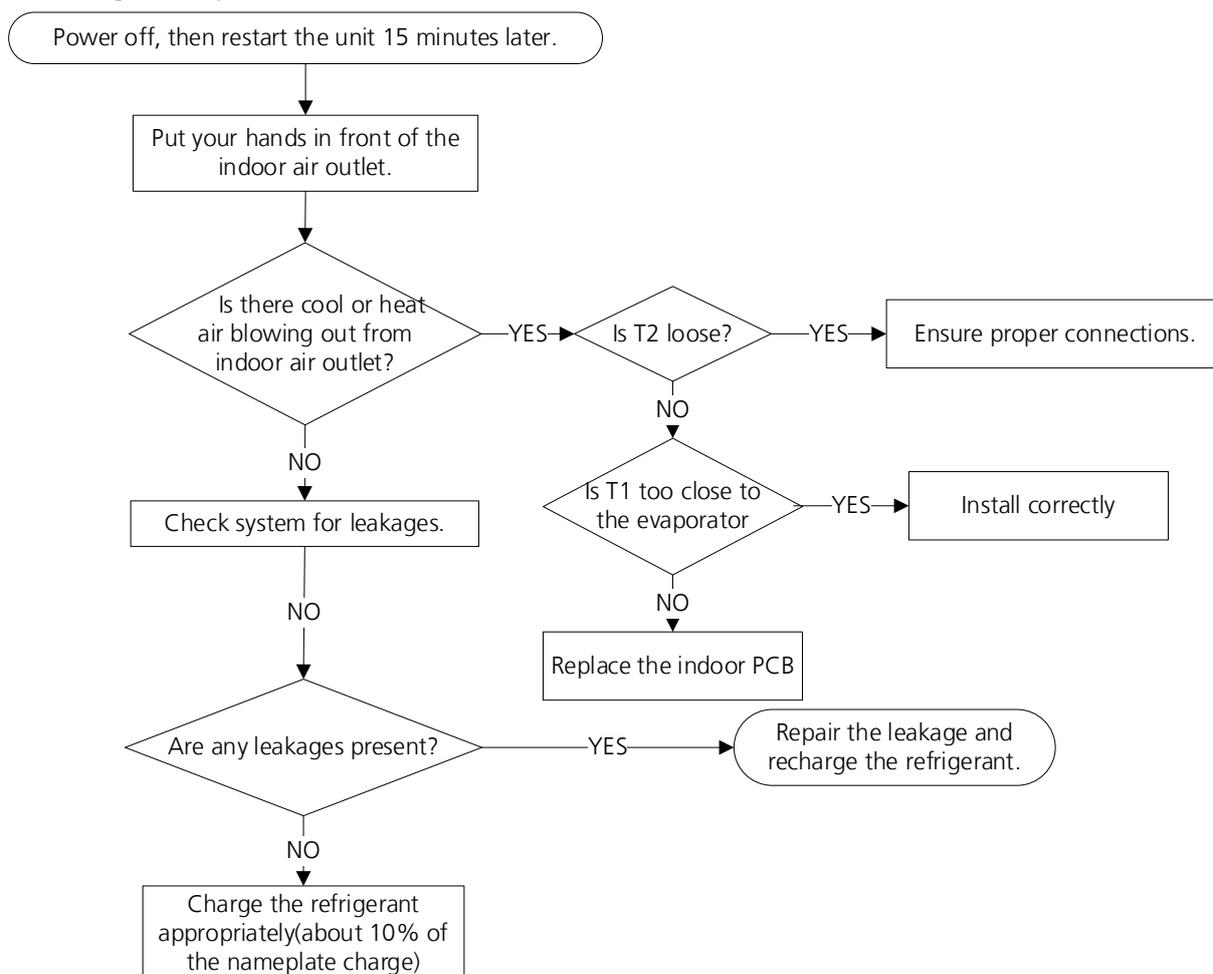 Power off, then restart the unit 15 minutes later.
Put your hands in front of the
indoor air outlet.
Is there cool or heat
air blowing out from
indoor air outlet?
YES
Is T2 loose?
YES
Ensure proper connections.
NO
NO
Is T1 too close to
the evaporator
YES
Install correctly
Check system for leakages.
NO
NO
Replace the indoor PCB
Are any leakages present?
YES
Repair the leakage and
recharge the refrigerant.
NO
Charge the refrigerant
appropriately(about 10% of
the nameplate charge)